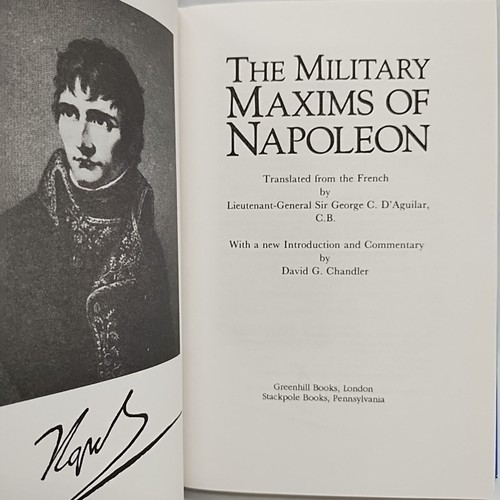 THE MILITARY
MAXIMS OF
NAPOLEON
Translated from the French
by
Lieutenant-General Sir George C. D'Aguilar,
C.B.
With a new Introduction and Commentary
by
David G. Chandler
Greenhill Books, London
Stackpole Books, Pennsylvania